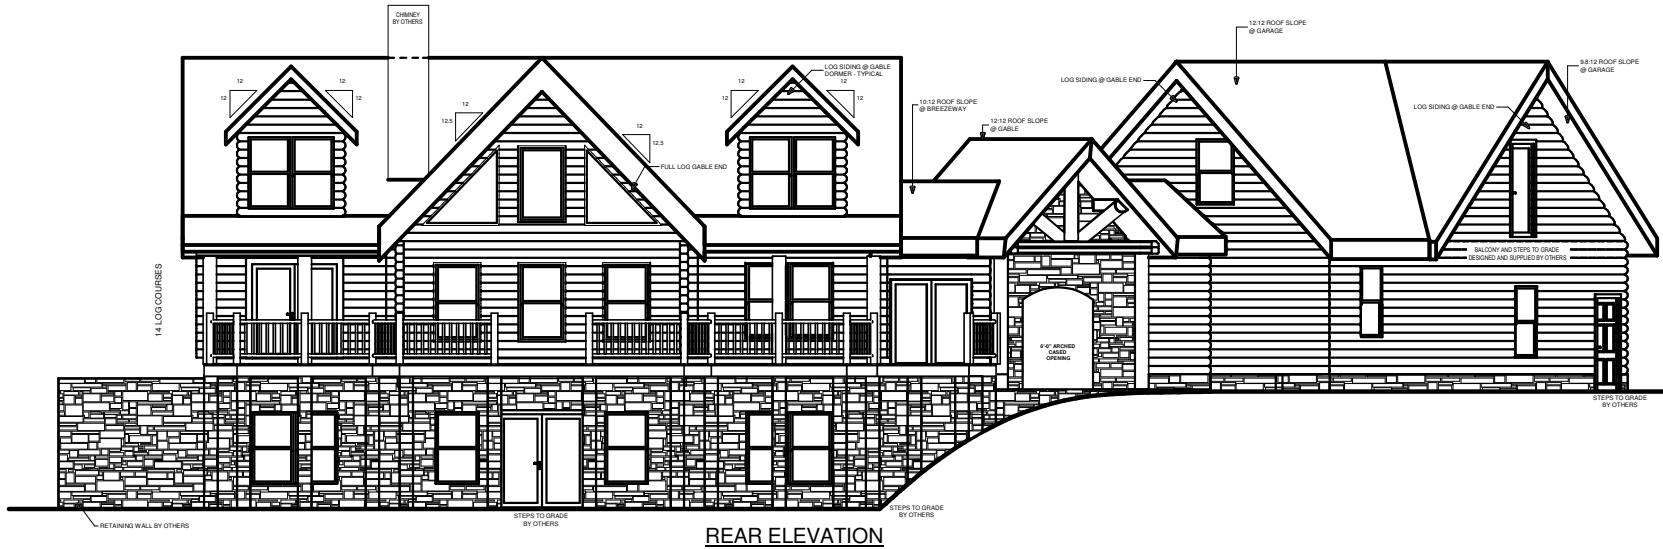 CHIMNEY
BY OTHERS
12:12 ROOF SLOPE
@ GARAGE
LOG SIDING @ GABLE
DORMER - TYPICAL
9.8:12 ROOF SLOPE
@ GARAGE
LOG SIDING @ GABLE END
12
12
12
12
12
12
12
12
12
12.5
10:12 ROOF SLOPE
@ BREEZEWAY
LOG SIDING @ GABLE END
12:12 ROOF SLOPE
@ GABLE
12
12.5
FULL LOG GABLE END
BALCONY AND STEPS TO GRADE
DESIGNED AND SUPPLIED BY OTHERS
14 LOG COURSES
6'-0" ARCHED
CASED
OPENING
STEPS TO GRADE
BY OTHERS
RETAINING WALL BY OTHERS
STEPS TO GRADE
BY OTHERS
STEPS TO GRADE
BY OTHERS
REAR ELEVATION